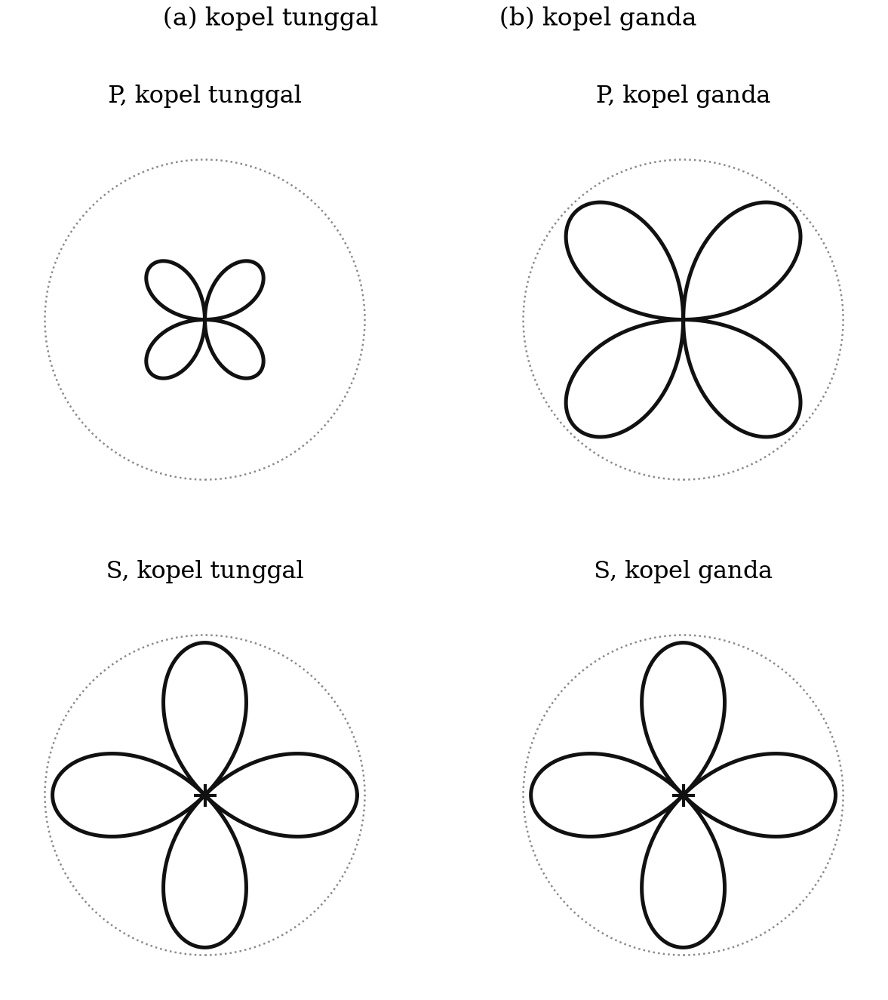 (a) kopel tunggal
(b) kopel ganda
P, kopel tunggal
P, kopel ganda
S, kopel tunggal
S, kopel ganda